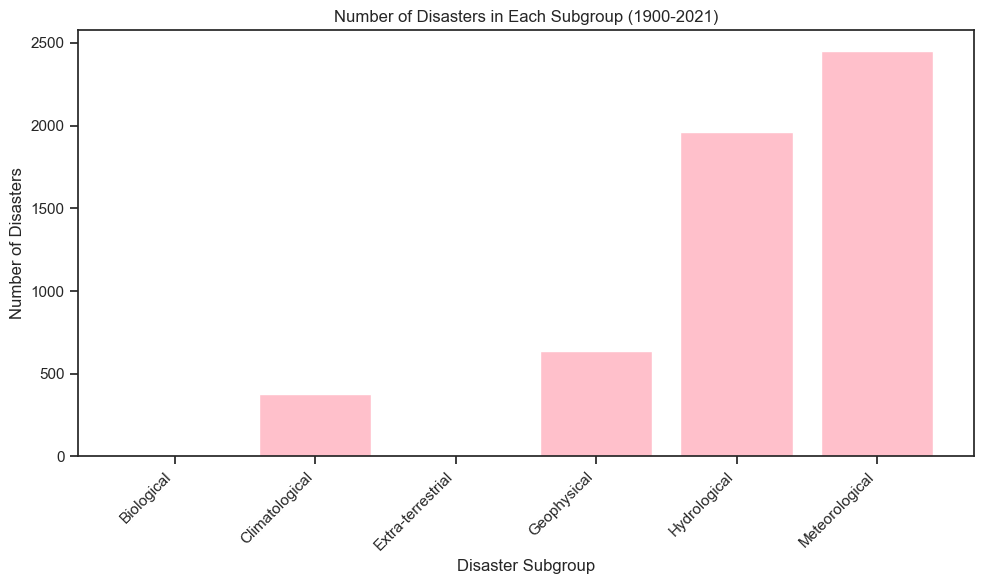 Number of Disasters in Each Subgroup (1900-2021)
Number of Disasters
2500
2000
1500
1000
500
0
Biological
Climatological
Extra-terrestrial
Geophysical
Hydrological
Meteorological
Disaster Subgroup